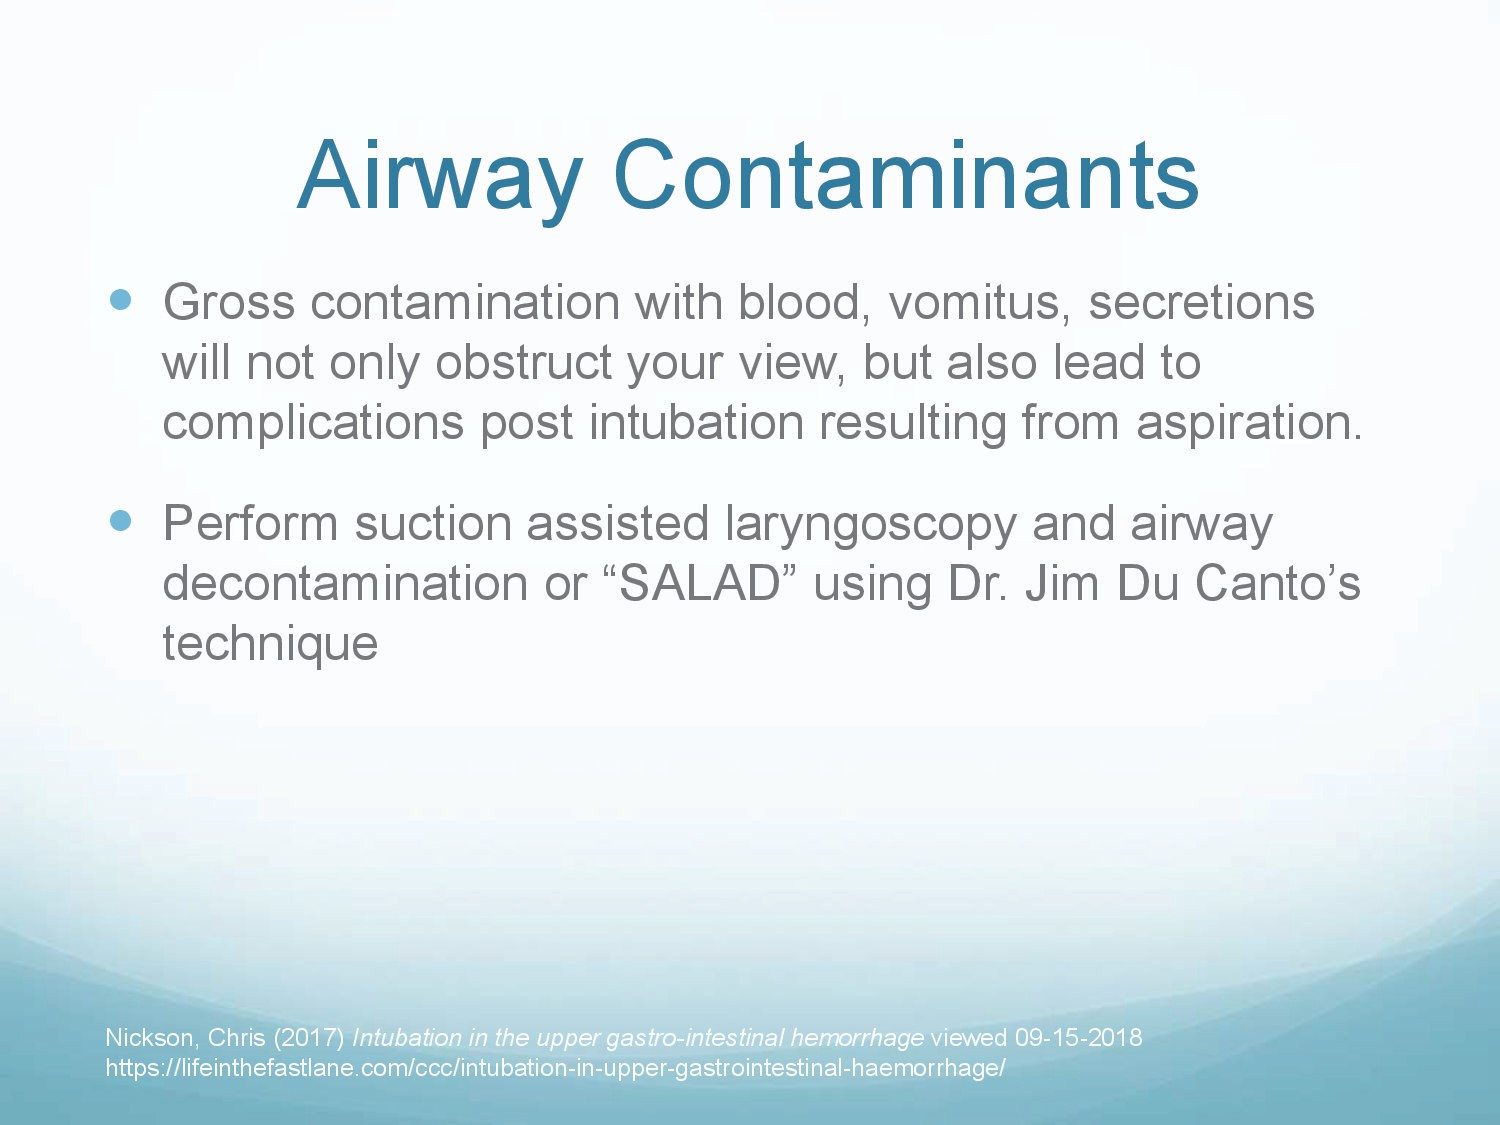 Airway Contaminants
Gross contamination with blood, vomitus, secretions
will not only obstruct your view, but also lead to
complications post intubation resulting from aspiration.
Perform suction assisted laryngoscopy and airway
decontamination or “SALAD” using Dr. Jim Du Canto’s
technique
Nickson, Chris (2017) Intubation in the upper gastro-intestinal hemorrhage viewed 09-15-2018
https://lifeinthefastlane.com/ccc/intubation-in-upper-gastrointestinal-haemorrhage/